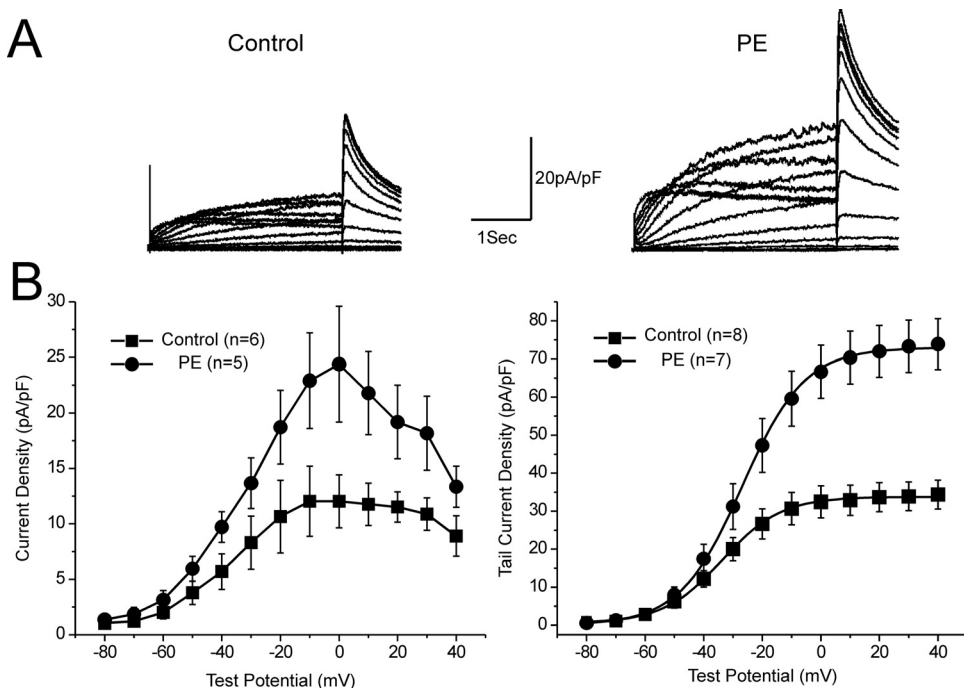 A
Control
PE
20pA/pF
1Sec
B
30
25
20
15
10
5
0
Current Density (pA/pF)
Control (n=6)
PE (n=5)
-80 -60 -40 -20 0 20 40
Test Potential (mV)
80
70
60
50
40
30
20
10
0
Tail Current Density (pA/pF)
Control (n=8)
PE (n=7)
-80 -60 -40 -20 0 20 40
Test Potential (mV)